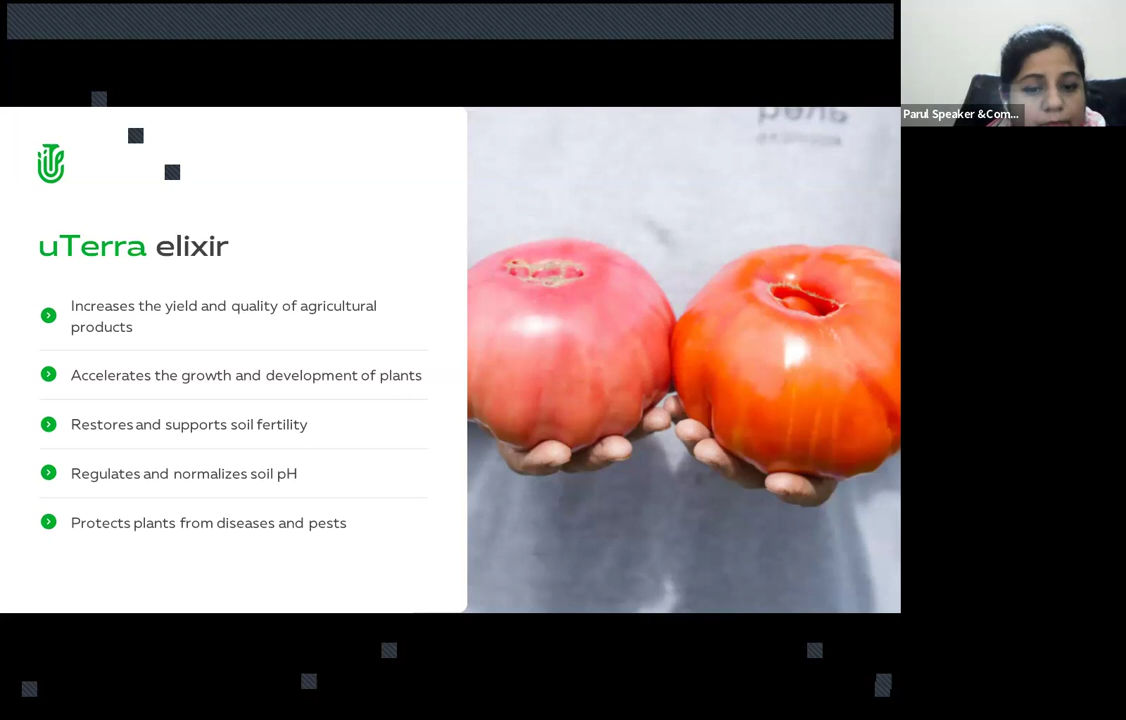 Parul Speaker &Com...
uTerra elixir
Increases the yield and quality of agricultural
products
Accelerates the growth and development of plants
Restores and supports soil fertility
Regulates and normalizes soil pH
Protects plants from diseases and pests